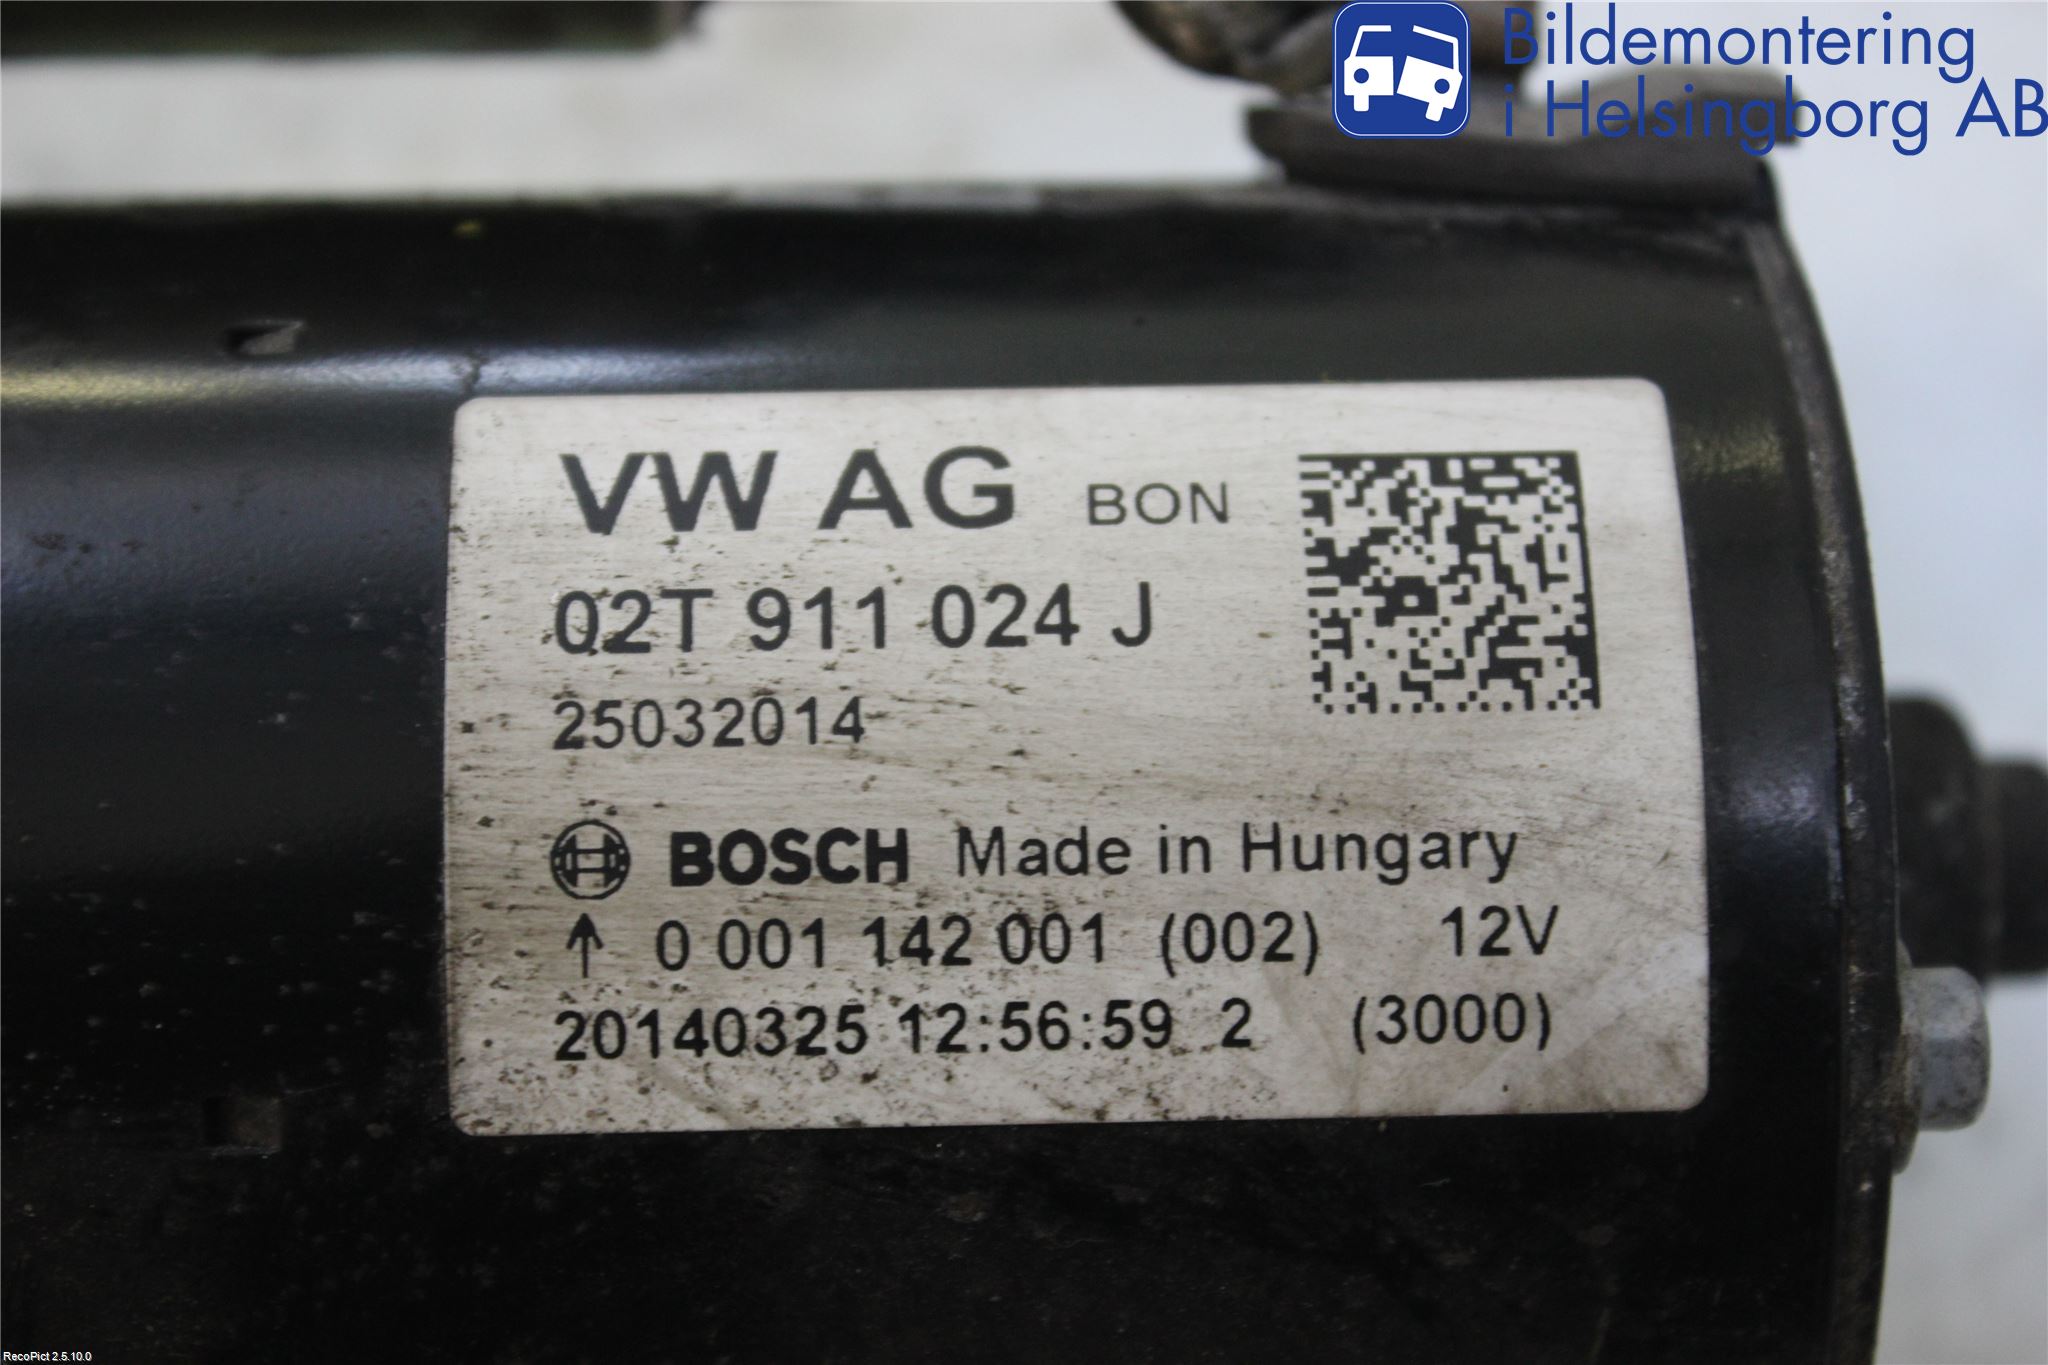 Bildemontering
i Helsingborg AB
VW AG BON
02T 911 024 J
25032014
BOSCH Made in Hungary
↑ 0 001 142 001 (002) 12V
20140325 12:56:59 2 (3000)
RecoPict 2.5.10.0